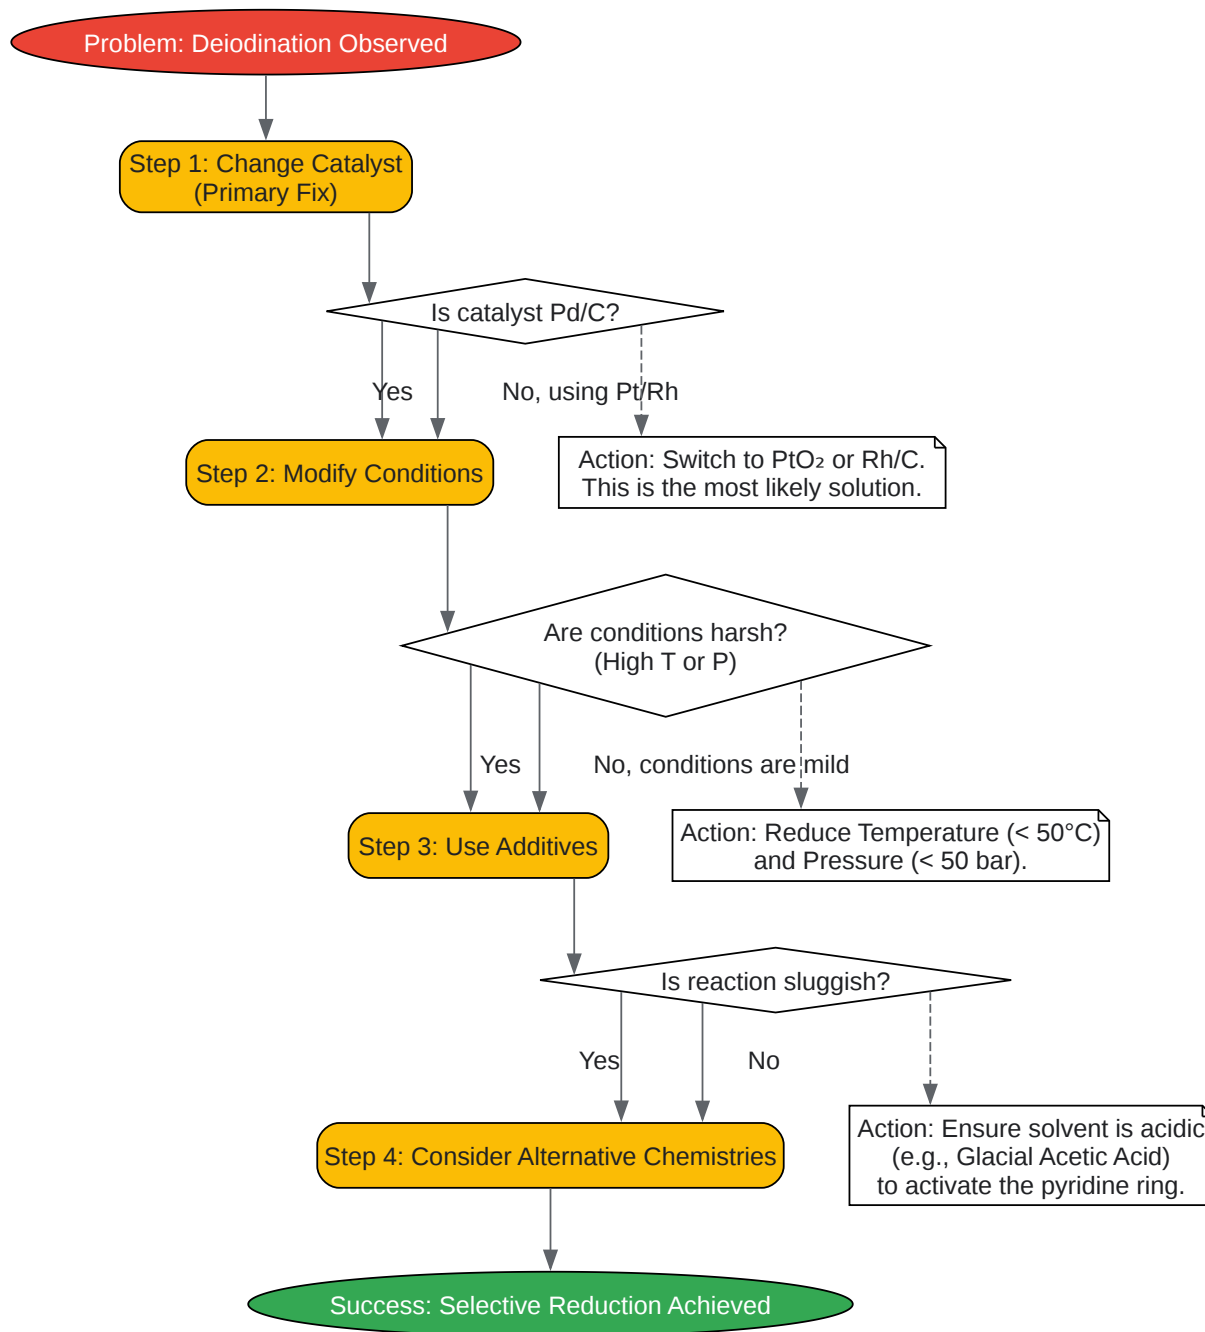 Problem: Deiodination Observed
Step 1: Change Catalyst
(Primary Fix)
Is catalyst Pd/C?
Yes
No, using Pt/Rh
Step 2: Modify Conditions
Action: Switch to PtO₂ or Rh/C.
This is the most likely solution.
Are conditions harsh?
(High T or P)
Yes
No, conditions are mild
Step 3: Use Additives
Action: Reduce Temperature (< 50°C)
and Pressure (< 50 bar).
Is reaction sluggish?
Yes
No
Step 4: Consider Alternative Chemistries
Action: Ensure solvent is acidic
(e.g., Glacial Acetic Acid)
to activate the pyridine ring.
Success: Selective Reduction Achieved